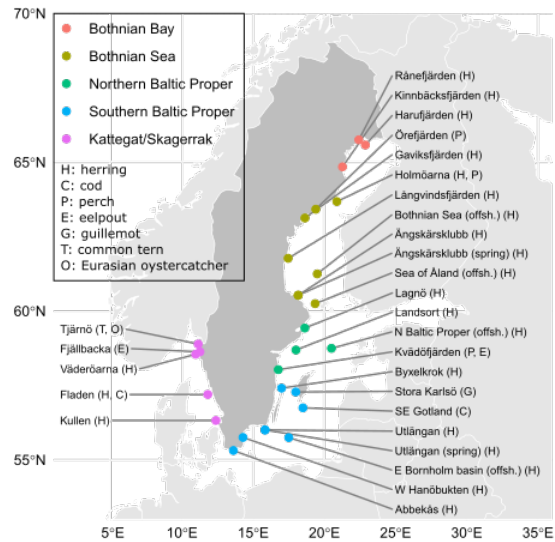 70°N
Bothnian Bay
Bothnian Sea
Northern Baltic Proper
Southern Baltic Proper
Kattegat/Skagerrak
H: herring
C: cod
P: perch
E: eelpout
G: guillemot
T: common tern
O: Eurasian oystercatcher
65°N
60°N
55°N
Rånefjärden (H)
Kinnbäcksfjärden (H)
Harufjärden (H)
Örefjärden (P)
Gaviksfjärden (H)
Holmöarna (H, P)
Långvindsfjärden (H)
Bothnian Sea (offsh.) (H)
Ängskärsklubb (H)
Ängskärsklubb (spring) (H)
Sea of Åland (offsh.) (H)
Lagnö (H)
Landsort (H)
N Baltic Proper (offsh.) (H)
Kvädöfjärden (P, E)
Byxelkrok (H)
Stora Karlsö (G)
SE Gotland (C)
Utlängan (H)
Utlängan (spring) (H)
E Bornholm basin (offsh.) (H)
W Hanöbukten (H)
Abbekås (H)
Tjärnö (T, O)
Fjällbacka (E)
Väderöarna (H)
Fladen (H, C)
Kullen (H)
5°E 10°E 15°E 20°E 25°E 30°E 35°E